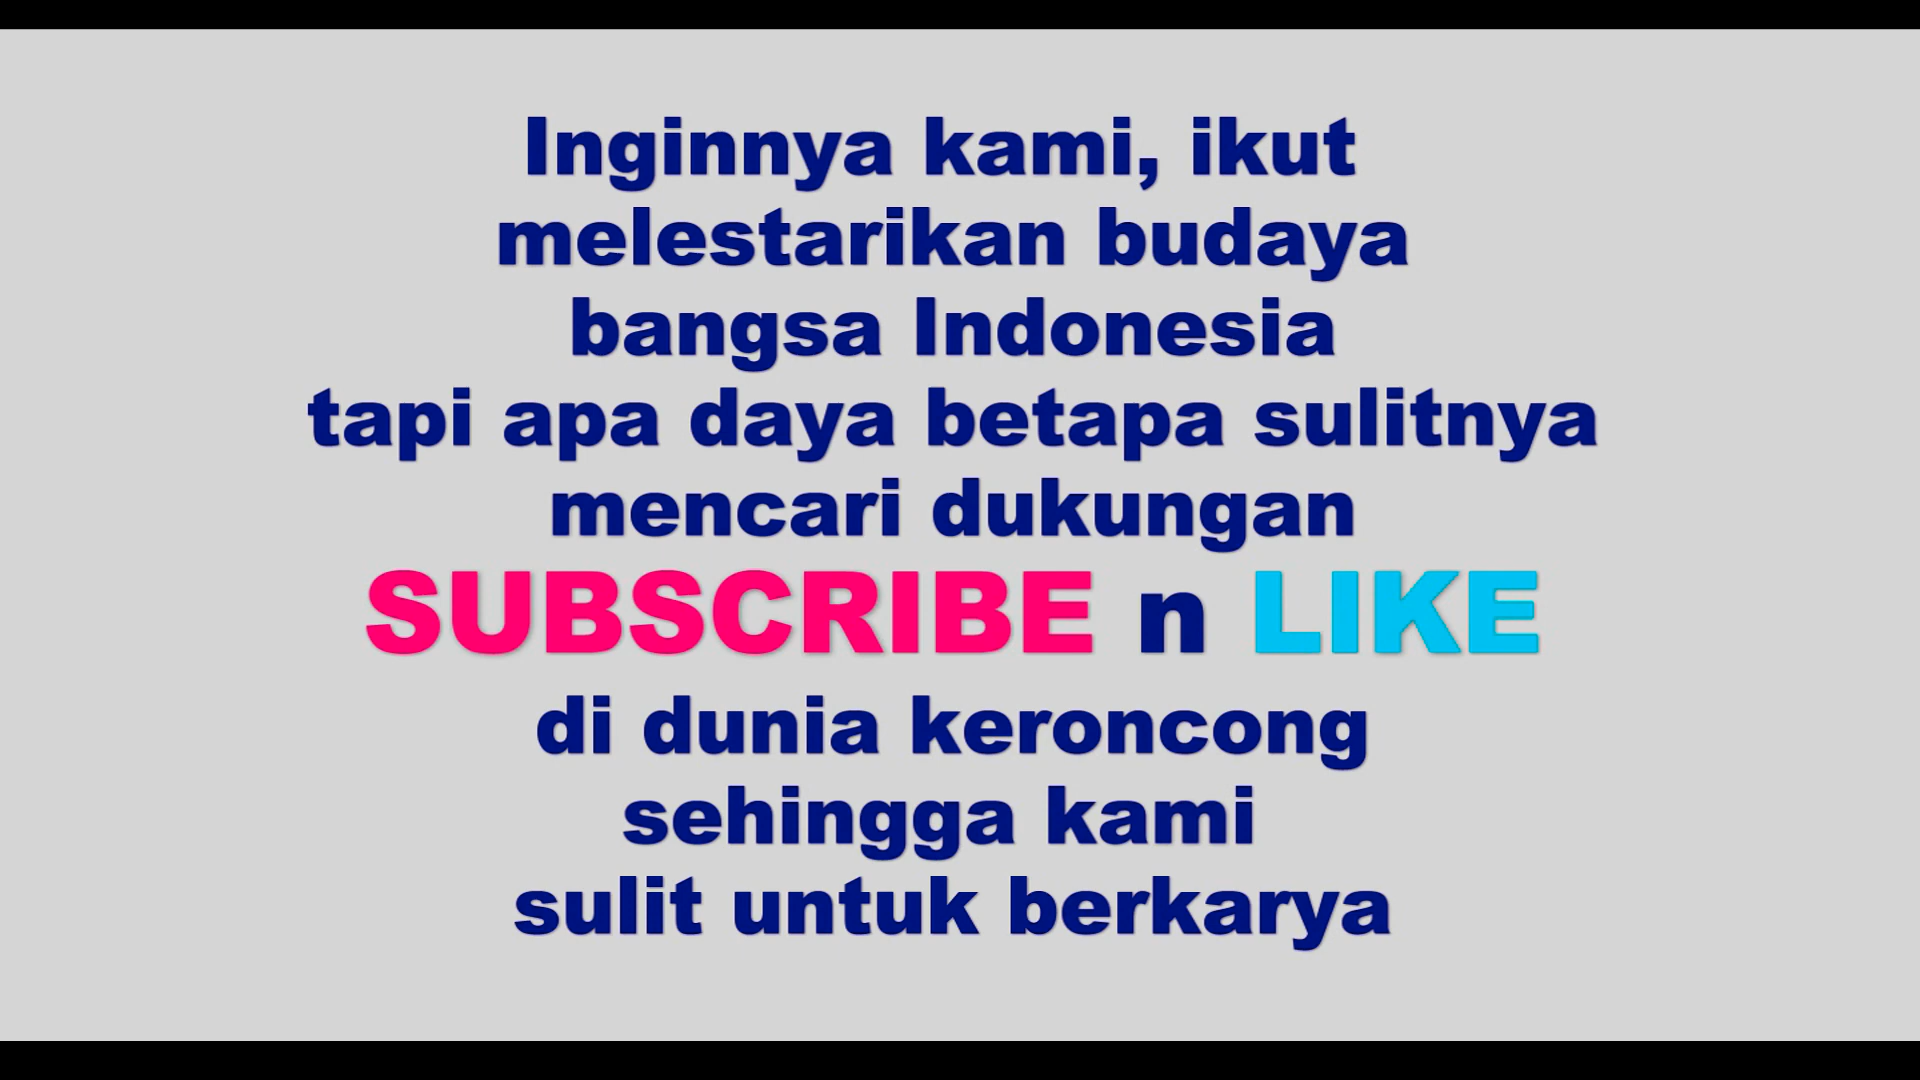 Inginnya kami, ikut
melestarikan budaya
bangsa Indonesia
tapi apa daya betapa sulitnya
mencari dukungan
SUBSCRIBE n LIKE
di dunia keroncong
sehingga kami
sulit untuk berkarya